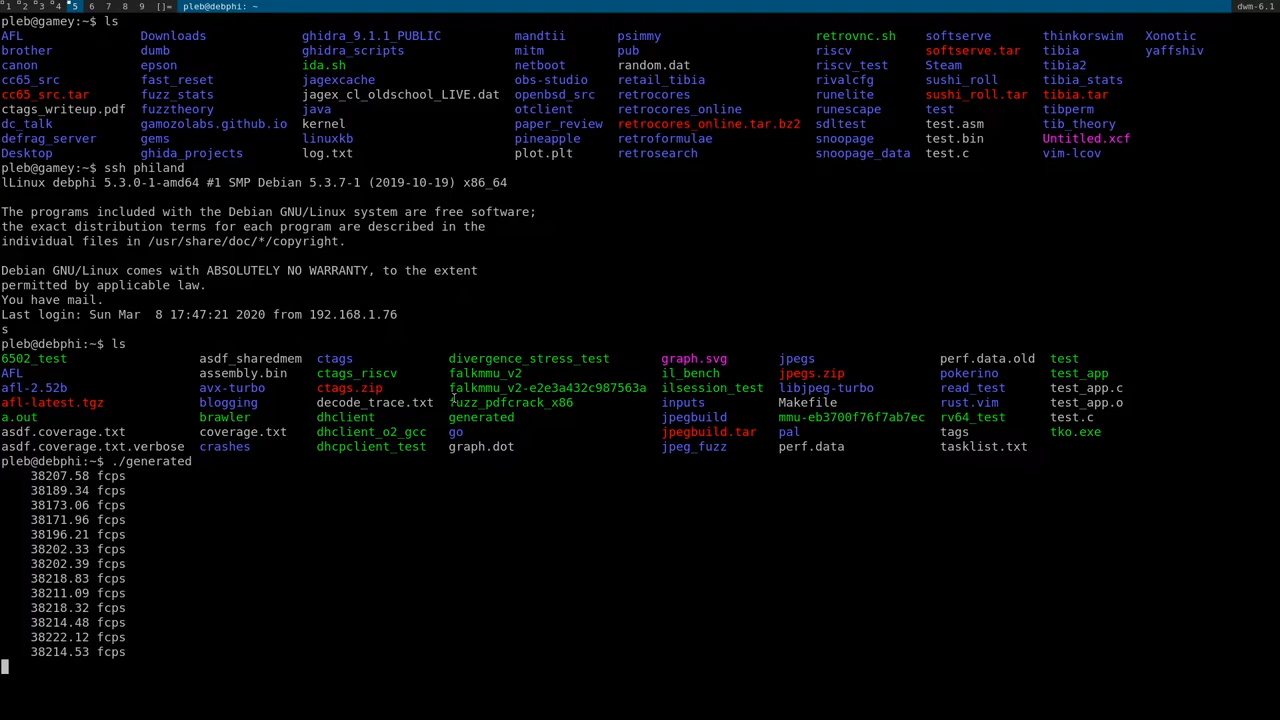 1 2 3 4 5 6 7 8 9 []= pleb@debphi: ~ dwm-6.1
pleb@gamey:~$ ls
AFL Downloads ghidra_9.1.1_PUBLIC mandtii psimmy retrovnc.sh softserve thinkorswim Xonotic
brother dumb ghidra_scripts mitm pub riscv softserve.tar tibia yaffshiv
canon epson ida.sh netboot random.dat riscv_test Steam tibia2
cc65_src fast_reset jagexcache obs-studio retail_tibia rivalcfg sushi_roll tibia_stats
cc65_src.tar fuzz_stats jagex_cl_oldschool_LIVE.dat openbsd_src retrocores runelite sushi_roll.tar tibia.tar
ctags_writeup.pdf fuzztheory java otclient retrocores_online runescape test tibperm
dc_talk gamozolabs.github.io kernel paper_review retrocores_online.tar.bz2 sdltest test.asm tib_theory
defrag_server gems linuxkb pineapple retroformulae snoopage test.bin Untitled.xcf
Desktop ghida_projects log.txt plot.plt retrosearch snoopage_data test.c vim-lcov
pleb@gamey:~$ ssh philand
lLinux debphi 5.3.0-1-amd64 #1 SMP Debian 5.3.7-1 (2019-10-19) x86_64
The programs included with the Debian GNU/Linux system are free software;
the exact distribution terms for each program are described in the
individual files in /usr/share/doc/*/copyright.
Debian GNU/Linux comes with ABSOLUTELY NO WARRANTY, to the extent
permitted by applicable law.
You have mail.
Last login: Sun Mar  8 17:47:21 2020 from 192.168.1.76
s
pleb@debphi:~$ ls
6502_test asdf_sharedmem ctags divergence_stress_test graph.svg jpegs perf.data.old test
AFL assembly.bin ctags_riscv falkmmu_v2 il_bench jpegs.zip pokerino test_app
afl-2.52b avx-turbo ctags.zip falkmmu_v2-e2e3a432c987563a ilsession_test libjpeg-turbo read_test test_app.c
afl-latest.tgz blogging decode_trace.txt fuzz_pdfcrack_x86 inputs Makefile rust.vim test_app.o
a.out brawler dhclient generated jpegbuild mmu-eb3700f76f7ab7ec rv64_test test.c
asdf.coverage.txt coverage.txt dhclient_o2_gcc go jpegbuild.tar pal tags tko.exe
asdf.coverage.txt.verbose crashes dhcpclient_test graph.dot jpeg_fuzz perf.data tasklist.txt
pleb@debphi:~$ ./generated
38207.58 fcps
38189.34 fcps
38173.06 fcps
38171.96 fcps
38196.21 fcps
38202.33 fcps
38202.39 fcps
38218.83 fcps
38211.09 fcps
38218.32 fcps
38214.48 fcps
38222.12 fcps
38214.53 fcps